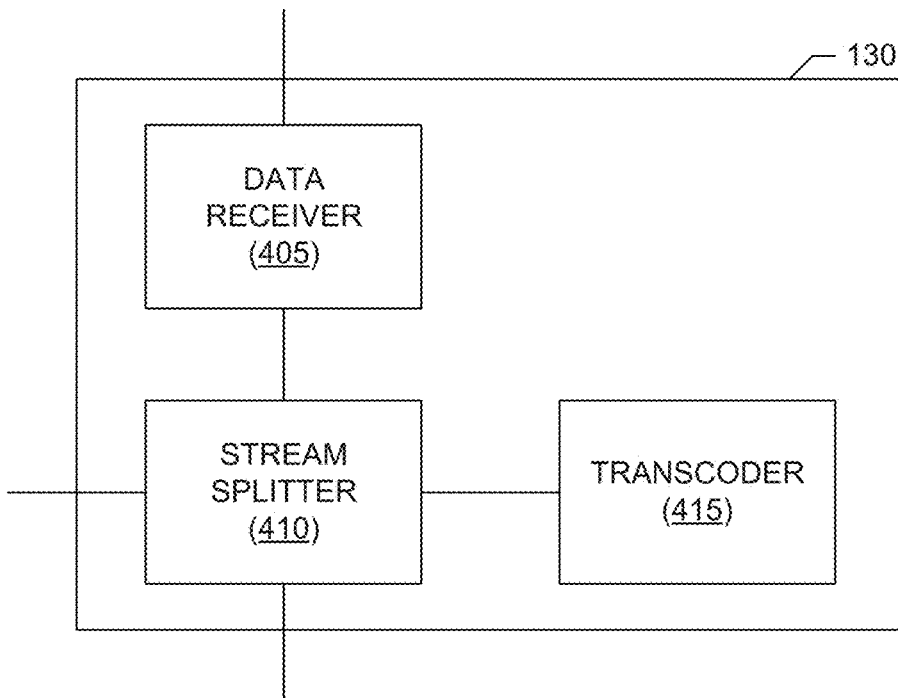 130
DATA
RECEIVER
(405)
STREAM
SPLITTER
(410)
TRANSCODER
(415)